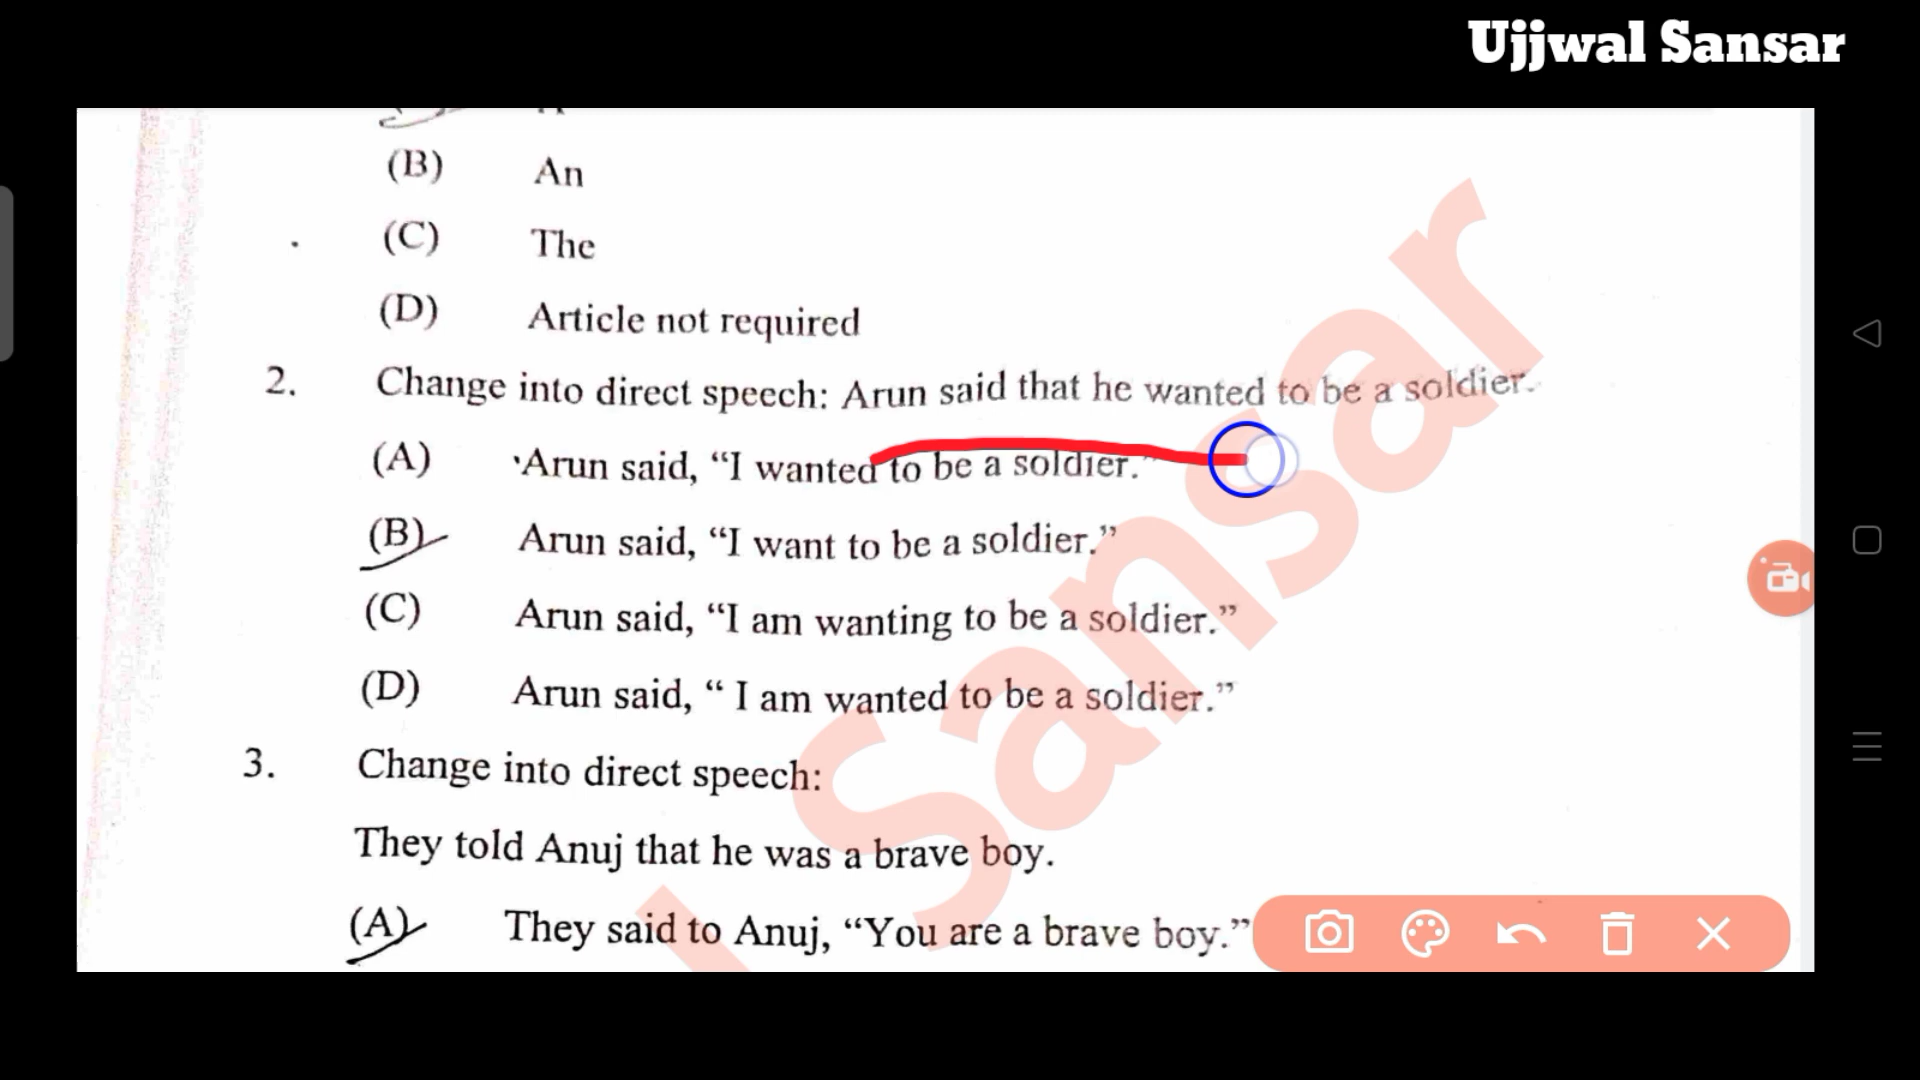 Ujjwal Sansar
(B) An
(C) The
(D) Article not required
2. Change into direct speech: Arun said that he wanted to be a soldier.
(A) Arun said, “I wanted to be a soldier.”
(B) Arun said, “I want to be a soldier.”
(C) Arun said, “I am wanting to be a soldier.”
(D) Arun said, “ I am wanted to be a soldier.”
3. Change into direct speech:
They told Anuj that he was a brave boy.
(A) They said to Anuj, “You are a brave boy.”
Sansar